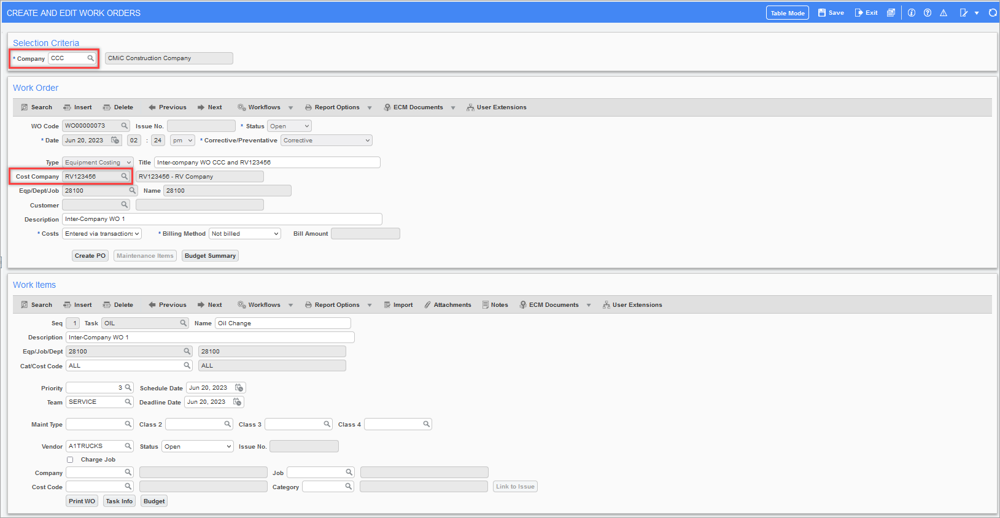 CREATE AND EDIT WORK ORDERS Table Mode Save Exit
Selection Criteria
* Company CCC CMiC Construction Company
Work Order
Search Insert Delete Previous Next Workflows Report Options ECM Documents User Extensions
WO Code WO00000073 Issue No. * Status Open
* Date Jun 20, 2023 02 : 24 pm * Corrective/Preventative Corrective
Type Equipment Costing Title Inter-company WO CCC and RV123456
Cost Company RV123456 RV123456 - RV Company
Eqp/Dept/Job 28100 Name 28100
Customer
Description Inter-Company WO 1
* Costs Entered via transactions * Billing Method Not billed Bill Amount
Create PO Maintenance Items Budget Summary
Work Items
Search Insert Delete Previous Next Workflows Report Options Import Attachments Notes ECM Documents User Extensions
Seq 1 Task OIL Name Oil Change
Description Inter-Company WO 1
Eqp/Job/Dept 28100 28100
Cat/Cost Code ALL ALL
Priority 3 Schedule Date Jun 20, 2023
Team SERVICE Deadline Date Jun 20, 2023
Maint Type Class 2 Class 3 Class 4
Vendor A1TRUCKS Status Open Issue No.
Charge Job
Company Job
Cost Code Category Link to Issue
Print WO Task Info Budget